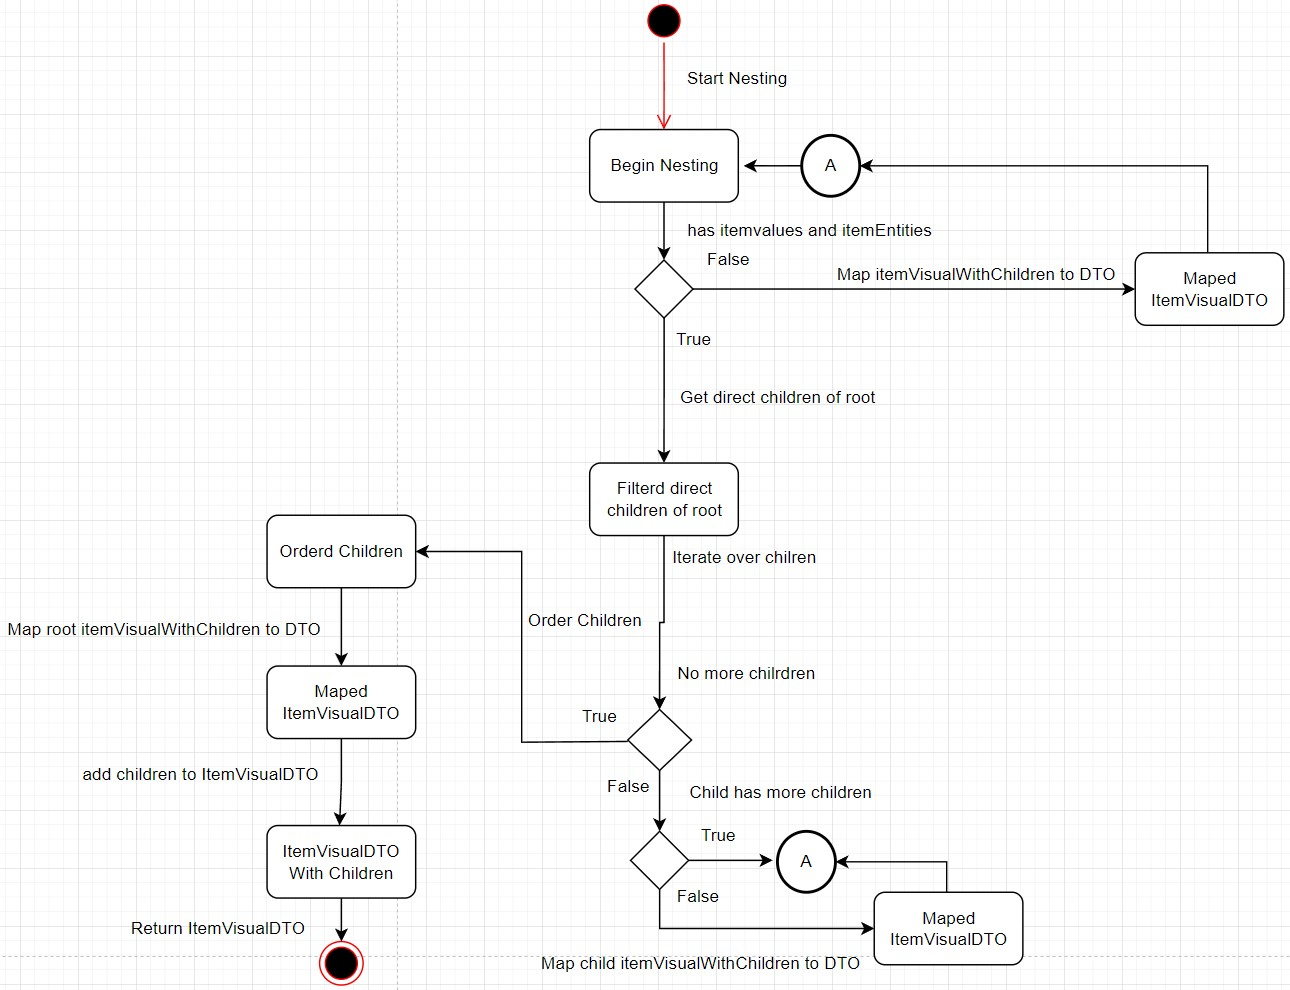 Start Nesting
Begin Nesting
A
has itemvalues and itemEntities
False
Map itemVisualWithChildren to DTO
Maped
ItemVisualDTO
True
Get direct children of root
Filterd direct
children of root
Iterate over chilren
Orderd Children
Order Children
Map root itemVisualWithChildren to DTO
No more chilrdren
Maped
ItemVisualDTO
True
add children to ItemVisualDTO
False
Child has more children
True
A
ItemVisualDTO
With Children
False
Maped
ItemVisualDTO
Return ItemVisualDTO
Map child itemVisualWithChildren to DTO